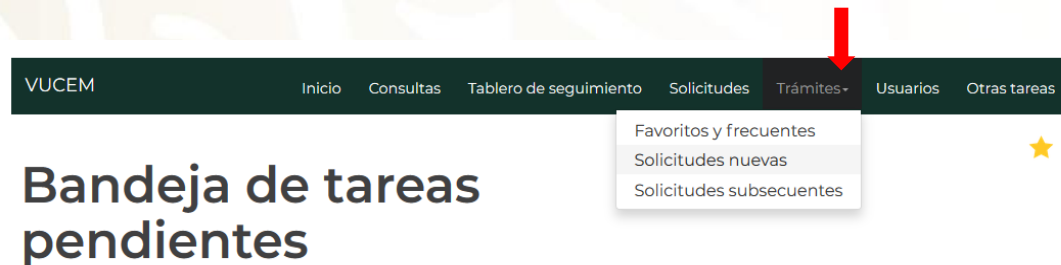 VUCEM Inicio Consultas Tablero de seguimiento Solicitudes Trámites Usuarios Otras tareas
Favoritos y frecuentes
Solicitudes nuevas
Solicitudes subsecuentes
Bandeja de tareas
pendientes